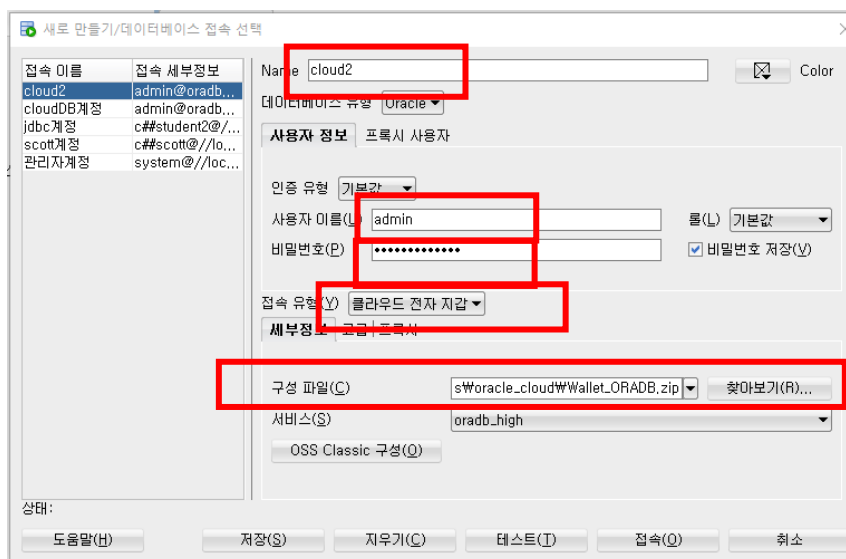 새로 만들기/데이터베이스 접속 선택
접속 이름 접속 세부정보
cloud2 admin@oradb,...
cloudDB계정 admin@oradb,...
jdbc계정 c##student2@/...
scott계정 c##scott@//lo...
관리자계정 system@//loc...
Name cloud2 Color
데이터베이스 유형 Oracle
사용자 정보 프록시 사용자
인증 유형 기본값
사용자 이름(L) admin 롤(L) 기본값
비밀번호(P) ••••••••••••• 비밀번호 저장(V)
접속 유형(Y) 클라우드 전자 지갑
세부정보 고급 프록시
구성 파일(C) s₩oracle_cloud₩Wallet_ORADB.zip 찾아보기(R)...
서비스(S) oradb_high
OSS Classic 구성(O)
상태:
도움말(H) 저장(S) 지우기(C) 테스트(T) 접속(O) 취소